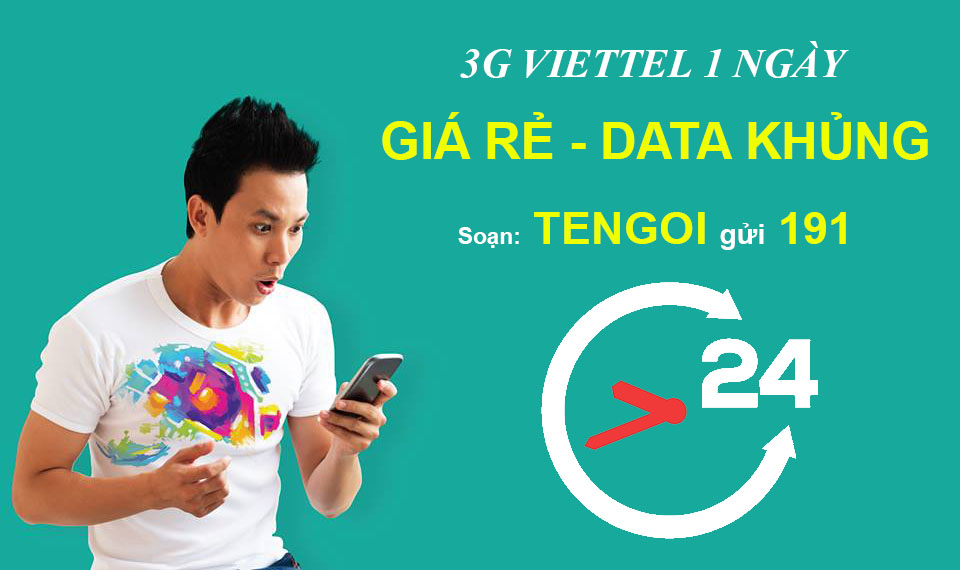 3G VIETTEL 1 NGÀY
GIÁ RẺ - DATA KHỦNG
Soạn: TENGOI gửi 191
24